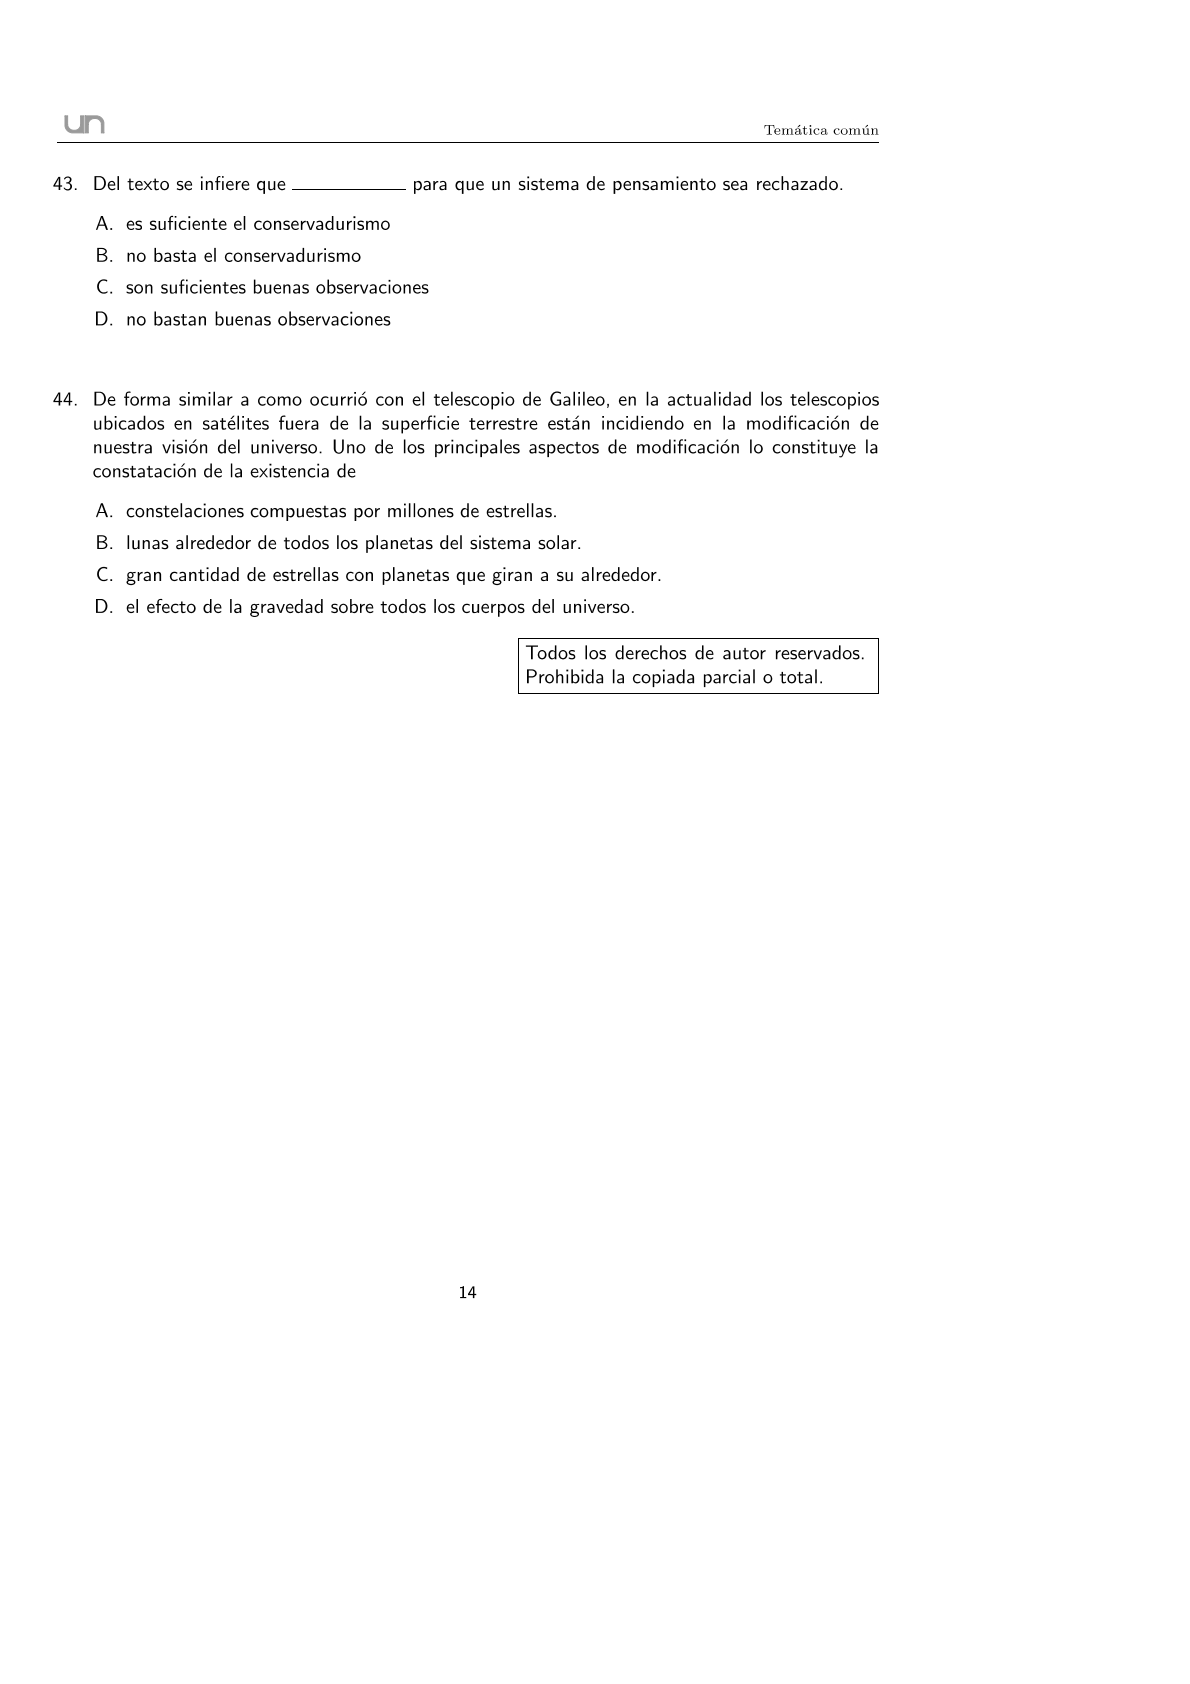 un
Temática común
43. Del texto se infiere que ___________ para que un sistema de pensamiento sea rechazado.
A. es suficiente el conservadurismo
B. no basta el conservadurismo
C. son suficientes buenas observaciones
D. no bastan buenas observaciones
44. De forma similar a como ocurrió con el telescopio de Galileo, en la actualidad los telescopios
ubicados en satélites fuera de la superficie terrestre están incidiendo en la modificación de
nuestra visión del universo. Uno de los principales aspectos de modificación lo constituye la
constatación de la existencia de
A. constelaciones compuestas por millones de estrellas.
B. lunas alrededor de todos los planetas del sistema solar.
C. gran cantidad de estrellas con planetas que giran a su alrededor.
D. el efecto de la gravedad sobre todos los cuerpos del universo.
Todos los derechos de autor reservados.
Prohibida la copiada parcial o total.
14